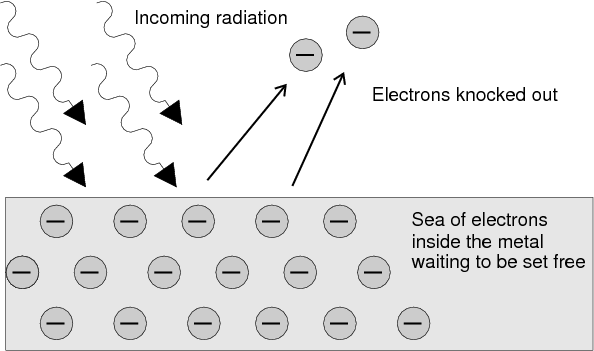 Incoming radiation
Electrons knocked out
Sea of electrons
inside the metal
waiting to be set free